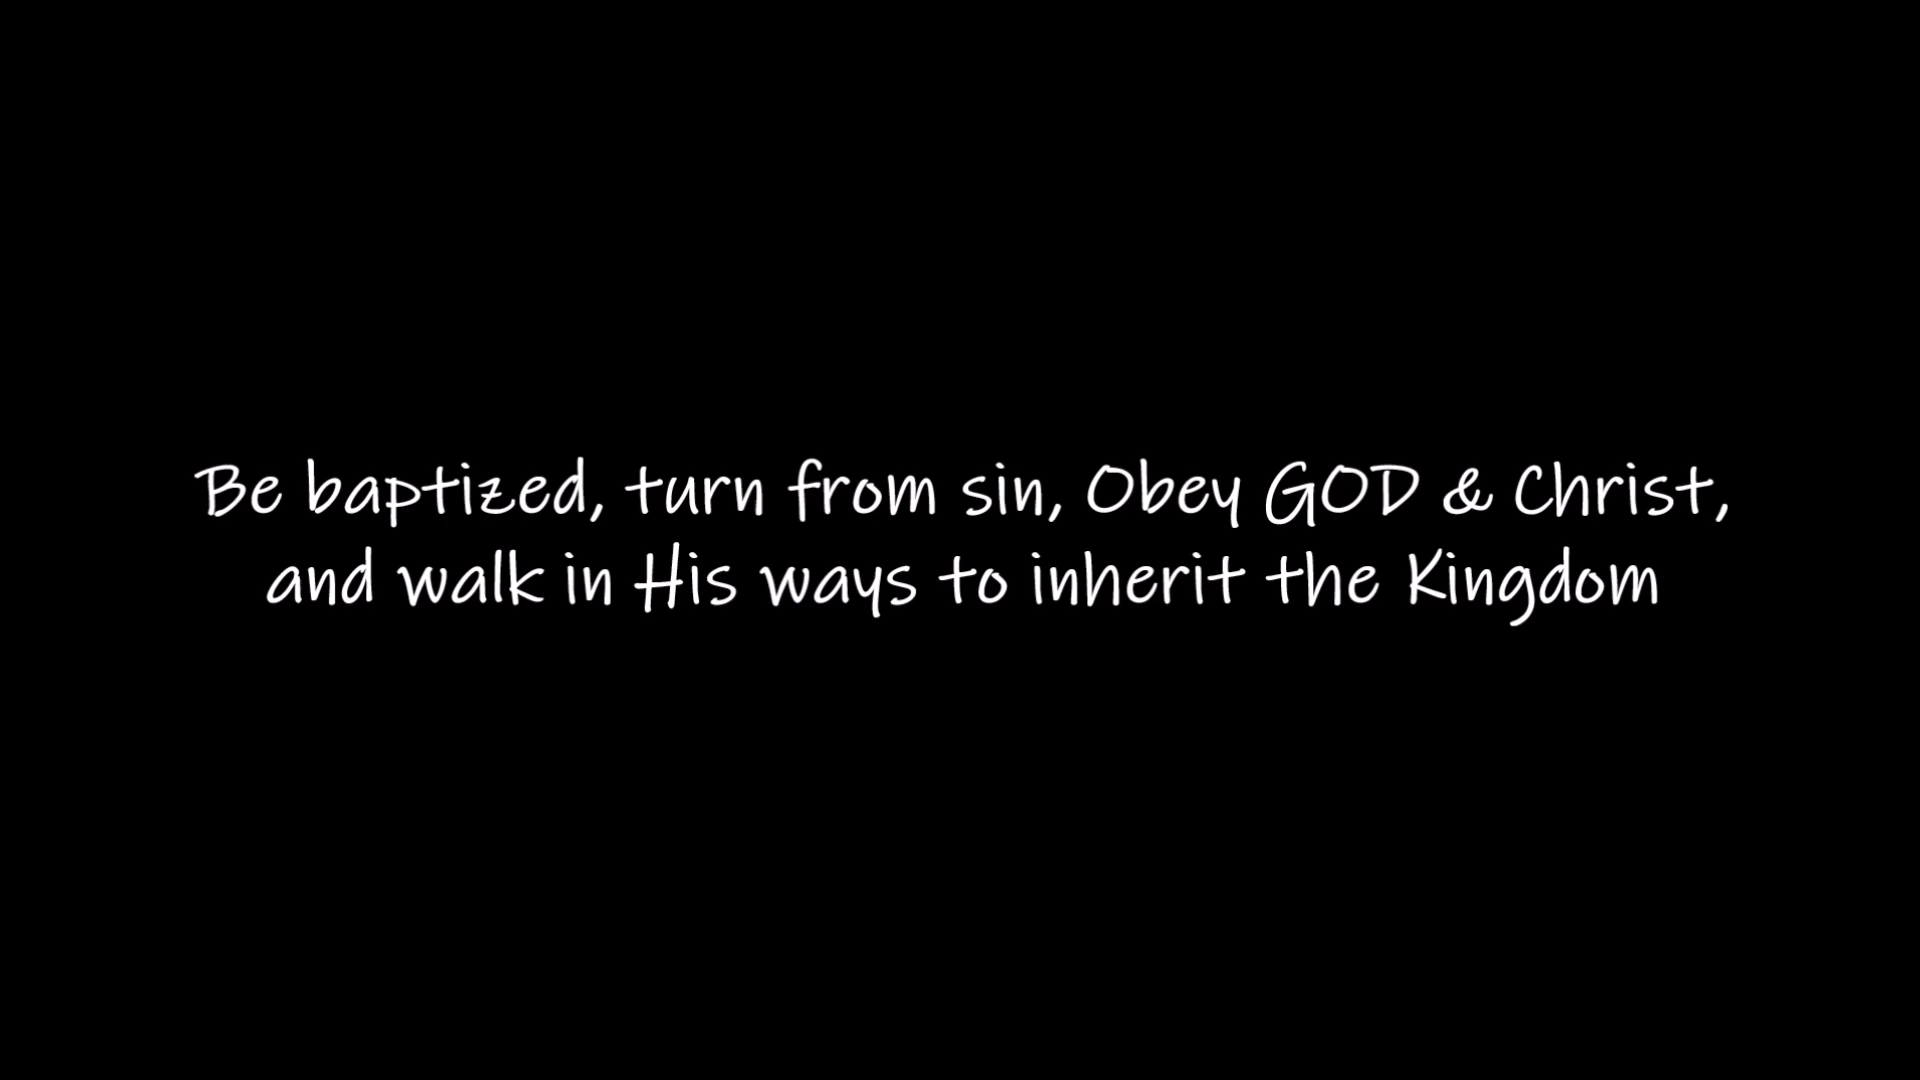 Be baptized, turn from sin, Obey GOD & Christ,
and walk in His ways to inherit the Kingdom